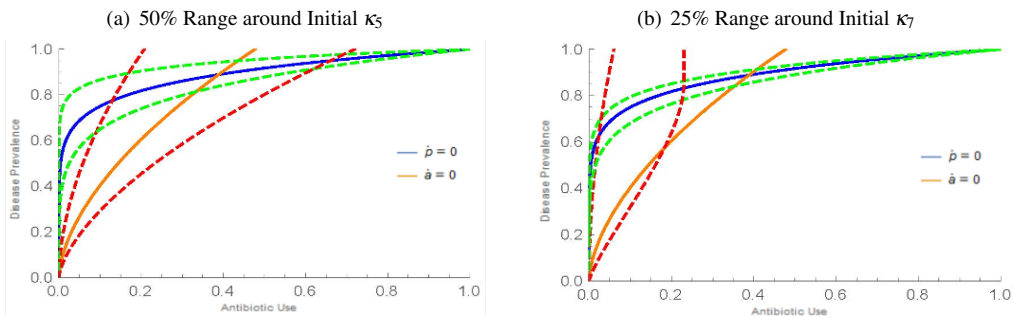 (a) 50% Range around Initial κ5
(b) 25% Range around Initial κ7
1.0
0.8
0.6
0.4
0.2
0.0
Disease Prevalence
ṗ = 0
ȧ = 0
0.0 0.2 0.4 0.6 0.8 1.0
Antibiotic Use
1.0
0.8
0.6
0.4
0.2
0.0
Disease Prevalence
ṗ = 0
ȧ = 0
0.0 0.2 0.4 0.6 0.8 1.0
Antibiotic Use